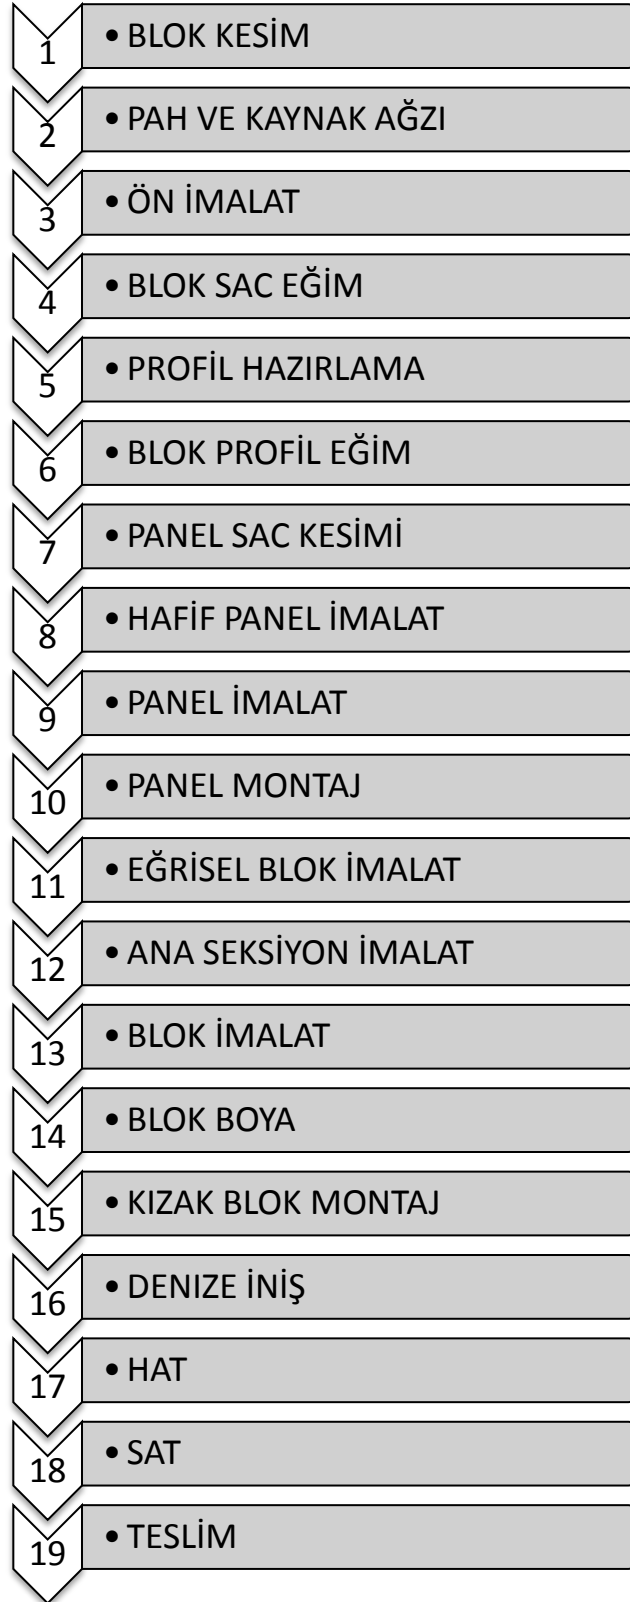 1 • BLOK KESİM
2 • PAH VE KAYNAK AĞZI
3 • ÖN İMALAT
4 • BLOK SAC EĞİM
5 • PROFİL HAZIRLAMA
6 • BLOK PROFİL EĞİM
7 • PANEL SAC KESİMİ
8 • HAFİF PANEL İMALAT
9 • PANEL İMALAT
10 • PANEL MONTAJ
11 • EĞRİSEL BLOK İMALAT
12 • ANA SEKSİYON İMALAT
13 • BLOK İMALAT
14 • BLOK BOYA
15 • KIZAK BLOK MONTAJ
16 • DENIZE İNİŞ
17 • HAT
18 • SAT
19 • TESLİM